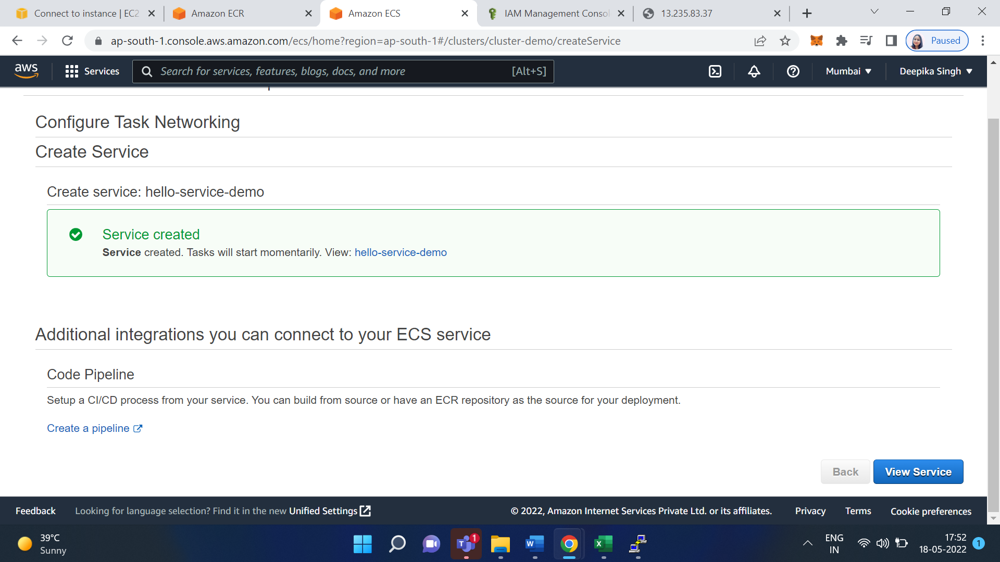 Connect to instance | EC2
Amazon ECR
Amazon ECS
IAM Management Consol
13.235.83.37
ap-south-1.console.aws.amazon.com/ecs/home?region=ap-south-1#/clusters/cluster-demo/createService
Paused
aws
Services
Search for services, features, blogs, docs, and more
[Alt+S]
Mumbai
Deepika Singh
Configure Task Networking
Create Service
Create service: hello-service-demo
Service created
Service created. Tasks will start momentarily. View: hello-service-demo
Additional integrations you can connect to your ECS service
Code Pipeline
Setup a CI/CD process from your service. You can build from source or have an ECR repository as the source for your deployment.
Create a pipeline
Back
View Service
Feedback
Looking for language selection? Find it in the new Unified Settings
© 2022, Amazon Internet Services Private Ltd. or its affiliates.
Privacy
Terms
Cookie preferences
39°C
Sunny
T
1
W
X
ENG
IN
17:52
18-05-2022
1